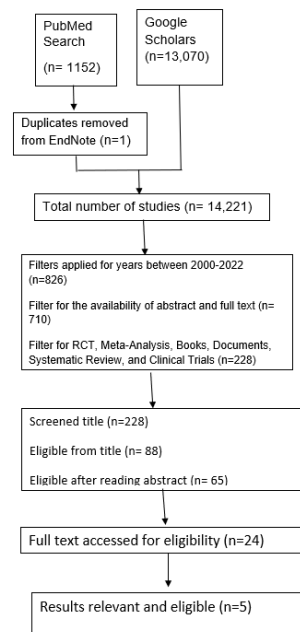 PubMed
Search
(n= 1152)
Google
Scholars
(n=13,070)
Duplicates removed
from EndNote (n=1)
Total number of studies (n= 14,221)
Filters applied for years between 2000-2022
(n=826)
Filter for the availability of abstract and full text (n=
710)
Filter for RCT, Meta-Analysis, Books, Documents,
Systematic Review, and Clinical Trials (n=228)
Screened title (n=228)
Eligible from title (n= 88)
Eligible after reading abstract (n= 65)
Full text accessed for eligibility (n=24)
Results relevant and eligible (n=5)